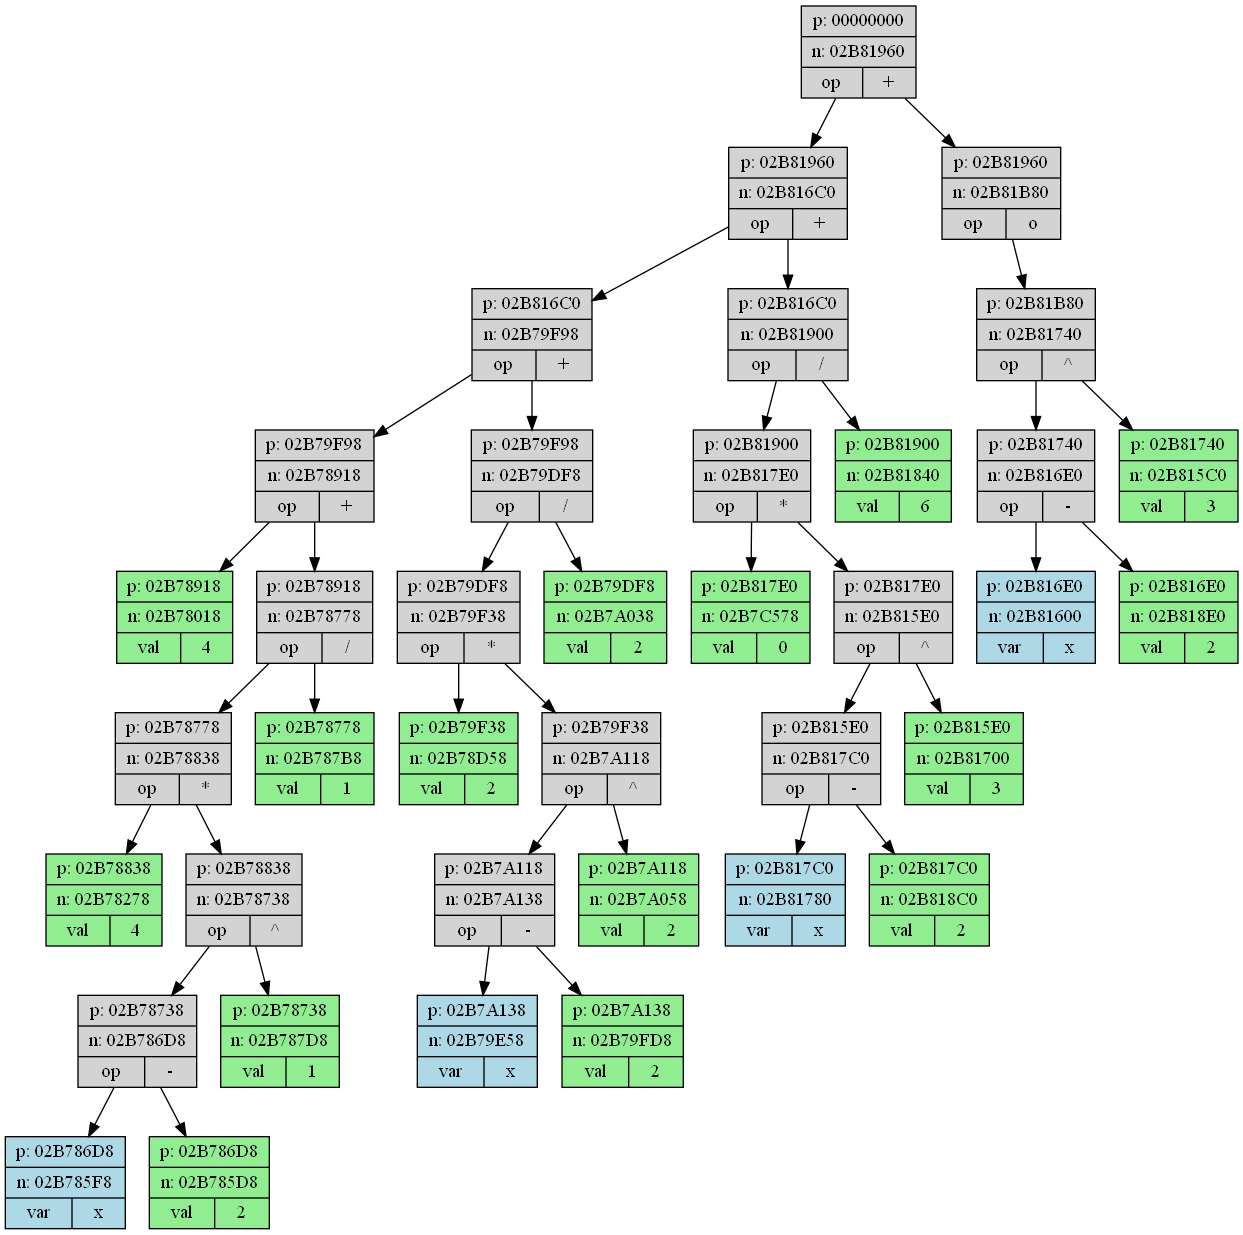 p: 00000000
n: 02B81960
op +
p: 02B81960
n: 02B816C0
op +
p: 02B81960
n: 02B81B80
op o
p: 02B816C0
n: 02B79F98
op +
p: 02B816C0
n: 02B81900
op /
p: 02B81B80
n: 02B81740
op ^
p: 02B79F98
n: 02B78918
op +
p: 02B79F98
n: 02B79DF8
op /
p: 02B81900
n: 02B817E0
op *
p: 02B81900
n: 02B81840
val 6
p: 02B81740
n: 02B816E0
op -
p: 02B81740
n: 02B815C0
val 3
p: 02B78918
n: 02B78018
val 4
p: 02B78918
n: 02B78778
op /
p: 02B79DF8
n: 02B79F38
op *
p: 02B79DF8
n: 02B7A038
val 2
p: 02B817E0
n: 02B7C578
val 0
p: 02B817E0
n: 02B815E0
op ^
p: 02B816E0
n: 02B81600
var x
p: 02B816E0
n: 02B818E0
val 2
p: 02B78778
n: 02B78838
op *
p: 02B78778
n: 02B787B8
val 1
p: 02B79F38
n: 02B78D58
val 2
p: 02B79F38
n: 02B7A118
op ^
p: 02B815E0
n: 02B817C0
op -
p: 02B815E0
n: 02B81700
val 3
p: 02B78838
n: 02B78278
val 4
p: 02B78838
n: 02B78738
op ^
p: 02B7A118
n: 02B7A138
op -
p: 02B7A118
n: 02B7A058
val 2
p: 02B817C0
n: 02B81780
var x
p: 02B817C0
n: 02B818C0
val 2
p: 02B78738
n: 02B786D8
op -
p: 02B78738
n: 02B787D8
val 1
p: 02B7A138
n: 02B79E58
var x
p: 02B7A138
n: 02B79FD8
val 2
p: 02B786D8
n: 02B785F8
var x
p: 02B786D8
n: 02B785D8
val 2